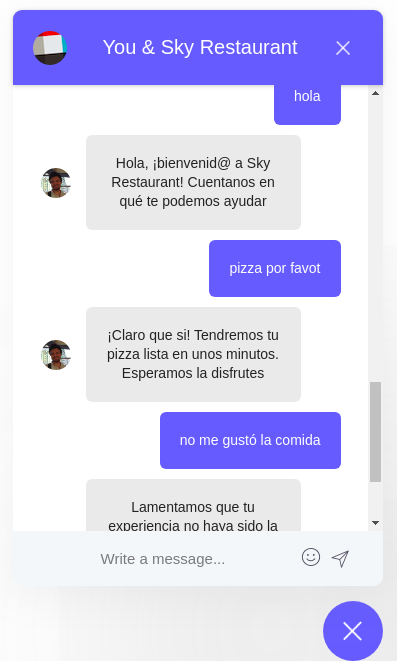 You & Sky Restaurant
hola
Hola, ¡bienvenid@ a Sky
Restaurant! Cuentanos en
qué te podemos ayudar
pizza por favot
¡Claro que si! Tendremos tu
pizza lista en unos minutos.
Esperamos la disfrutes
no me gustó la comida
Lamentamos que tu
experiencia no haya sido la
Write a message...